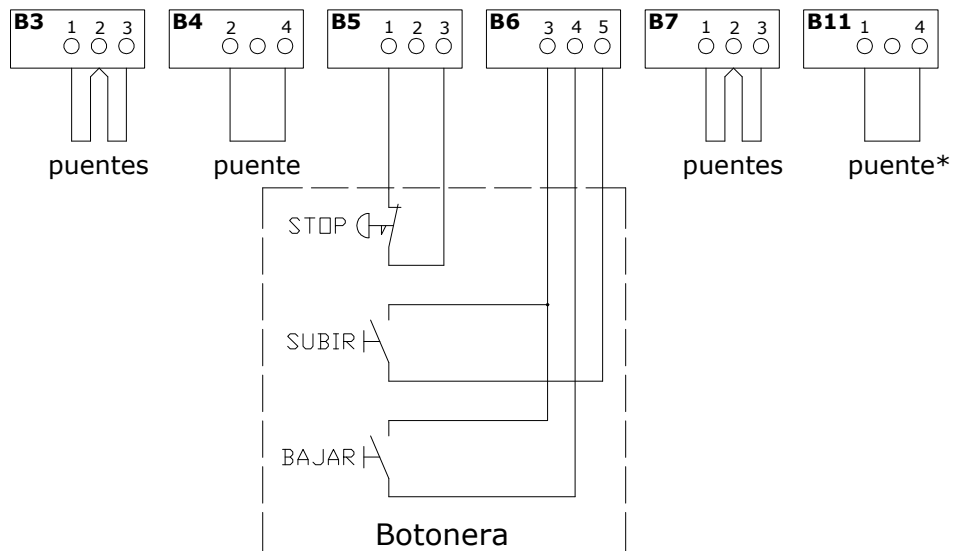 B3 1 2 3
B4 2 4
B5 1 2 3
B6 3 4 5
B7 1 2 3
B11 1 4
puentes
puente
puentes
puente*
STOP
SUBIR
BAJAR
Botonera